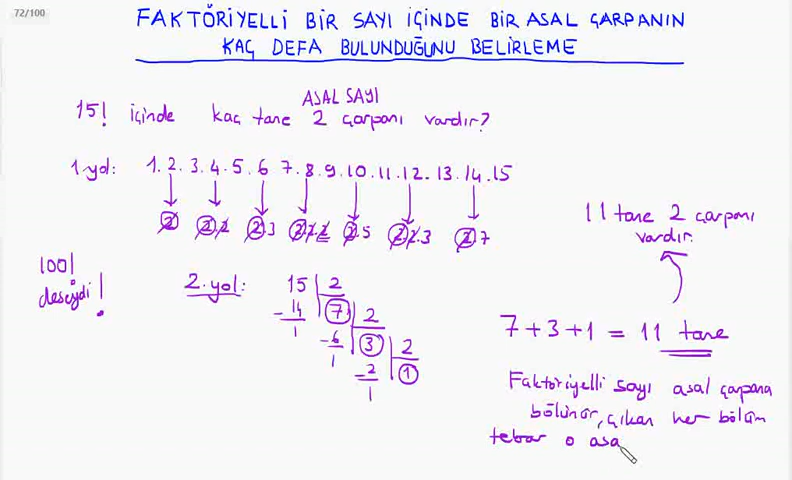 72/100
FAKTÖRİYELLİ BİR SAYI İÇİNDE BİR ASAL ÇARPANIN
KAÇ DEFA BULUNDUĞUNU BELİRLEME
ASAL SAYI
15! içinde kaç tane 2 çarpanı vardır?
1.yol: 1.2.3.4.5.6 7.8.9.10.11.12.13.14.15
2 2.2 2.3 2.2.2 2.5 2.2.3 2.7
11 tane 2 çarpanı
vardır.
100!
deseydi!
2.yol: 15 2
-14 7 2
1 -6 3 2
1 -2 1
1
7+3+1 = 11 tane
Faktöriyelli sayı asal çarpana
bölünür, çıkan her bölüm
tekrar o asa